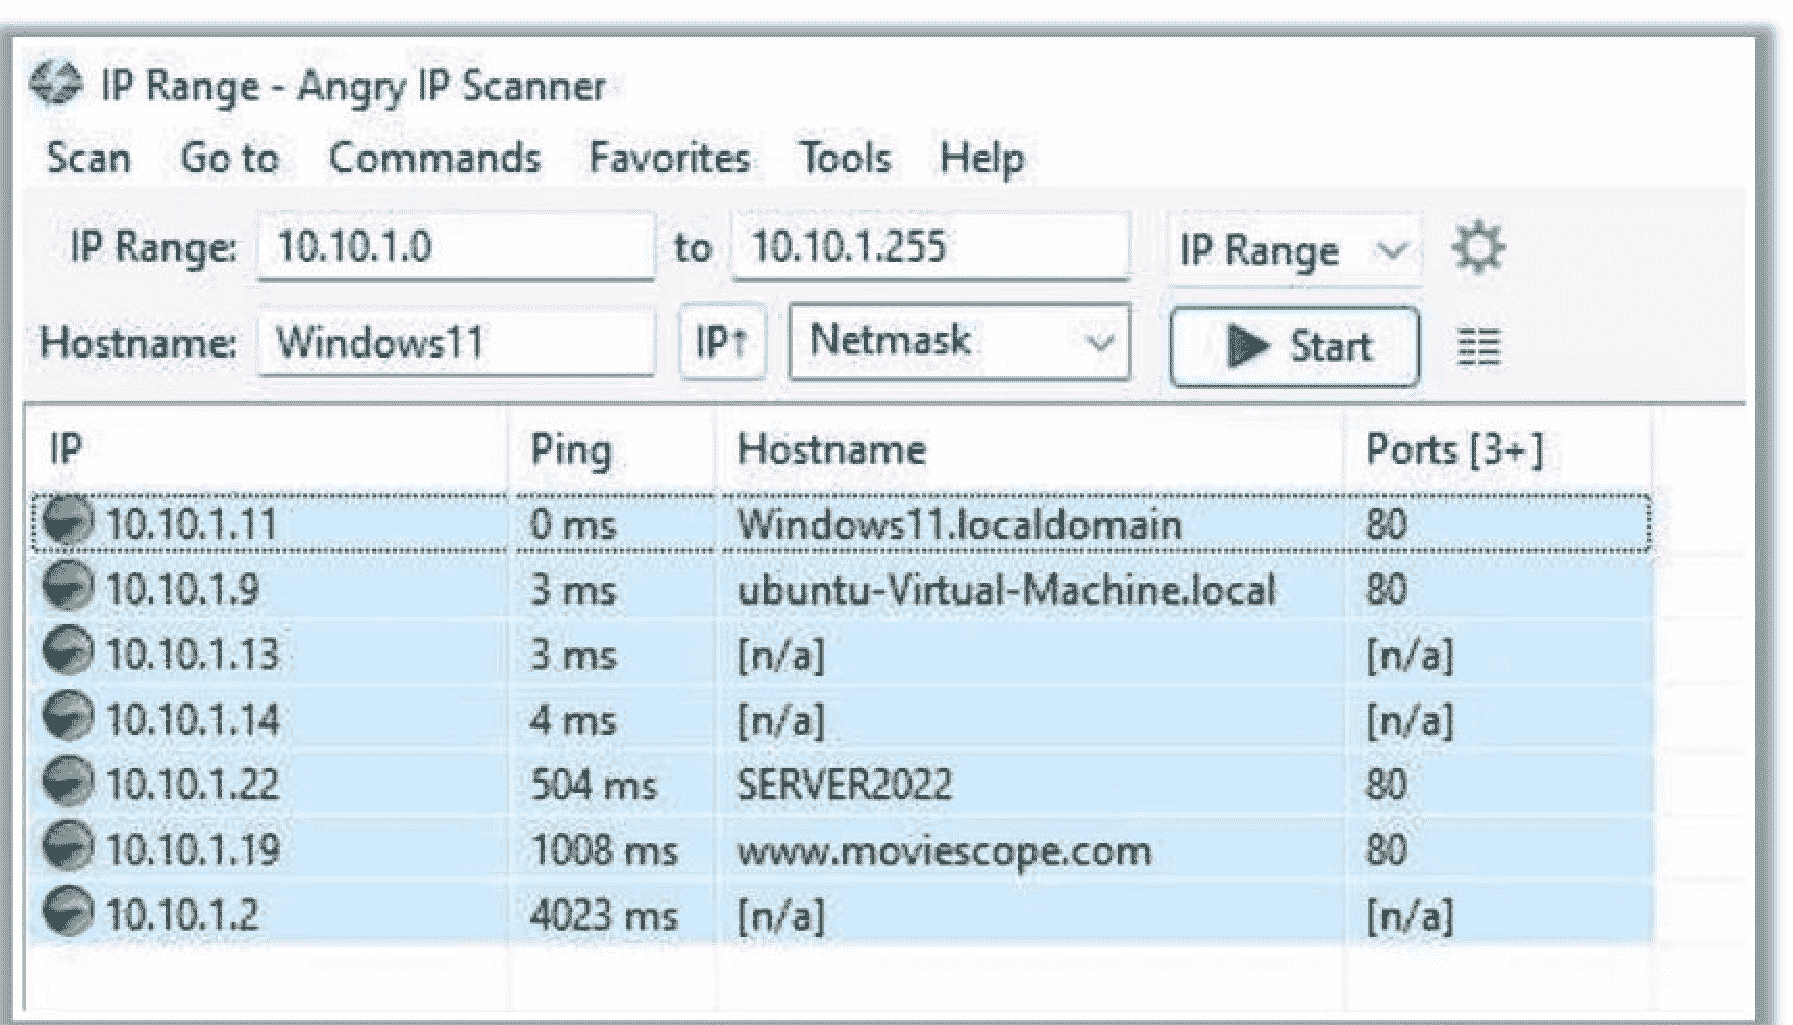 IP Range - Angry IP Scanner
Scan Go to Commands Favorites Tools Help
IP Range: 10.10.1.0 to 10.10.1.255 IP Range
Hostname: Windows11 IP↑ Netmask Start
IP Ping Hostname Ports [3+]
10.10.1.11 0 ms Windows11.localdomain 80
10.10.1.9 3 ms ubuntu-Virtual-Machine.local 80
10.10.1.13 3 ms [n/a] [n/a]
10.10.1.14 4 ms [n/a] [n/a]
10.10.1.22 504 ms SERVER2022 80
10.10.1.19 1008 ms www.moviescope.com 80
10.10.1.2 4023 ms [n/a] [n/a]